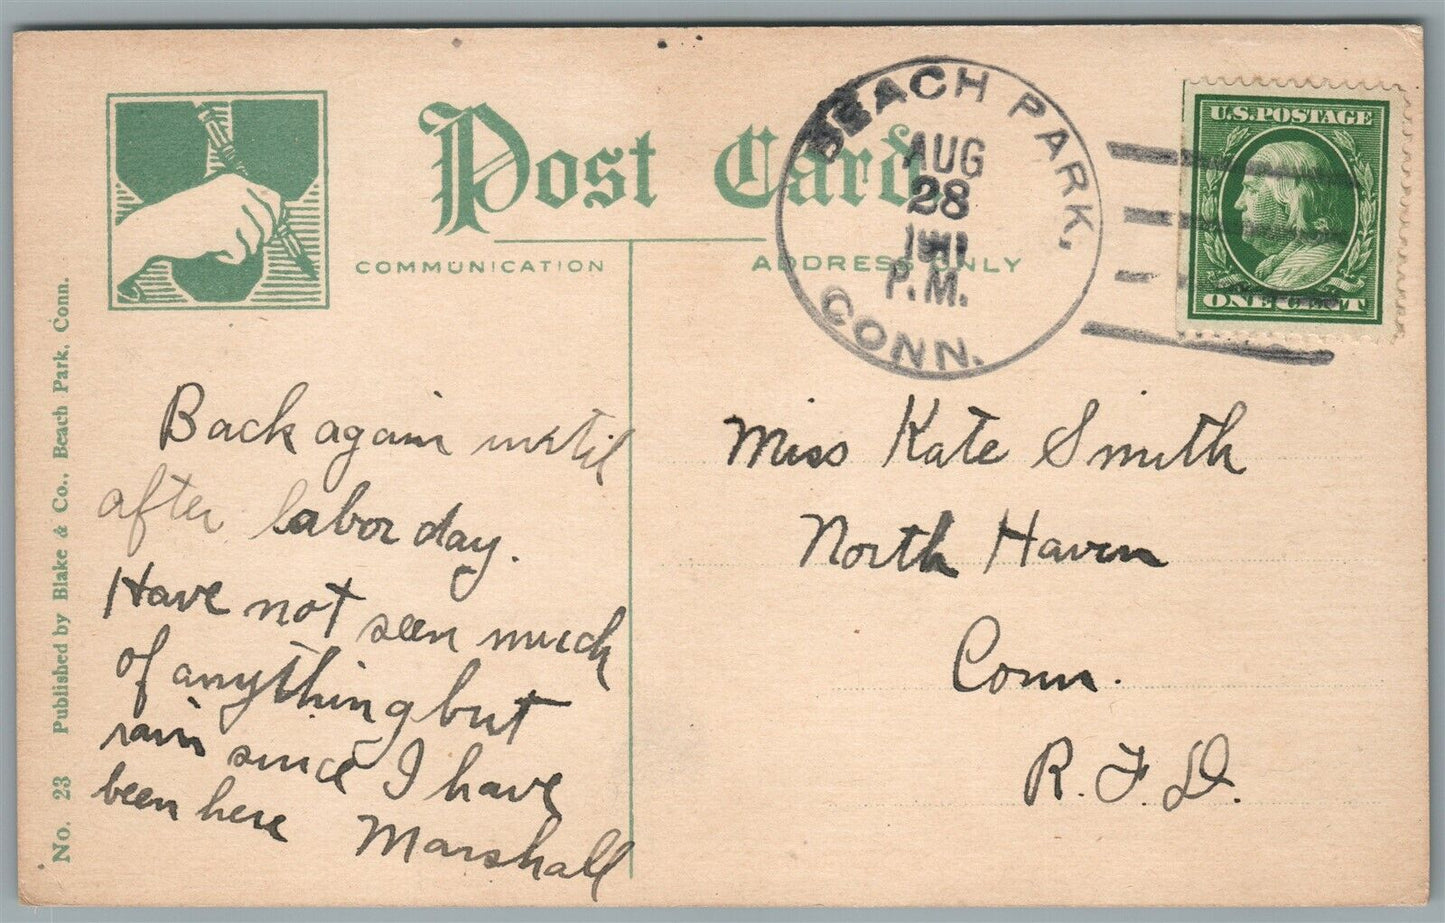 Post Card
COMMUNICATION
ADDRESS ONLY
BEACH PARK,
AUG
28
1911
P.M.
CONN.
U.S. POSTAGE
ONE CENT
Back again until
after labor day.
Have not seen much
of anything but
rain since I have
been here Marshall
Miss Kate Smith
North Haven
Conn.
R.F.D.
No. 23 Published by Blake & Co., Beach Park, Conn.